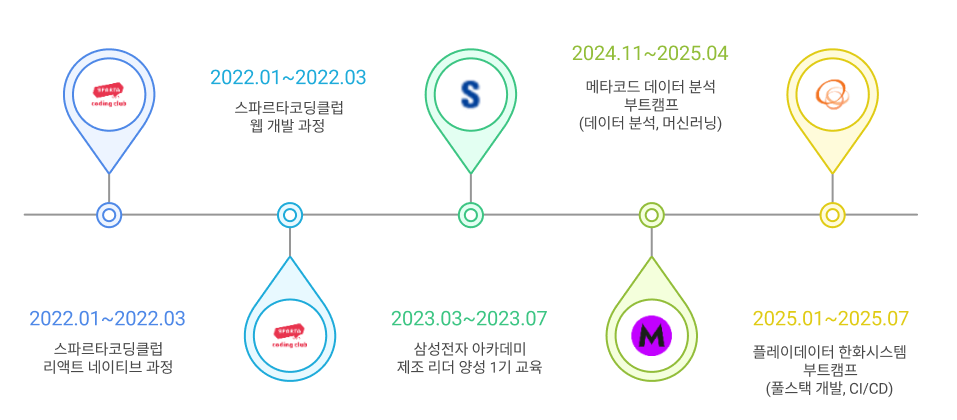 SPARTA
coding club
2022.01~2022.03
스파르타코딩클럽
리액트 네이티브 과정
2022.01~2022.03
스파르타코딩클럽
웹 개발 과정
SPARTA
coding club
S
2023.03~2023.07
삼성전자 아카데미
제조 리더 양성 1기 교육
2024.11~2025.04
메타코드 데이터 분석
부트캠프
(데이터 분석, 머신러닝)
M
2025.01~2025.07
플레이데이터 한화시스템
부트캠프
(풀스택 개발, CI/CD)